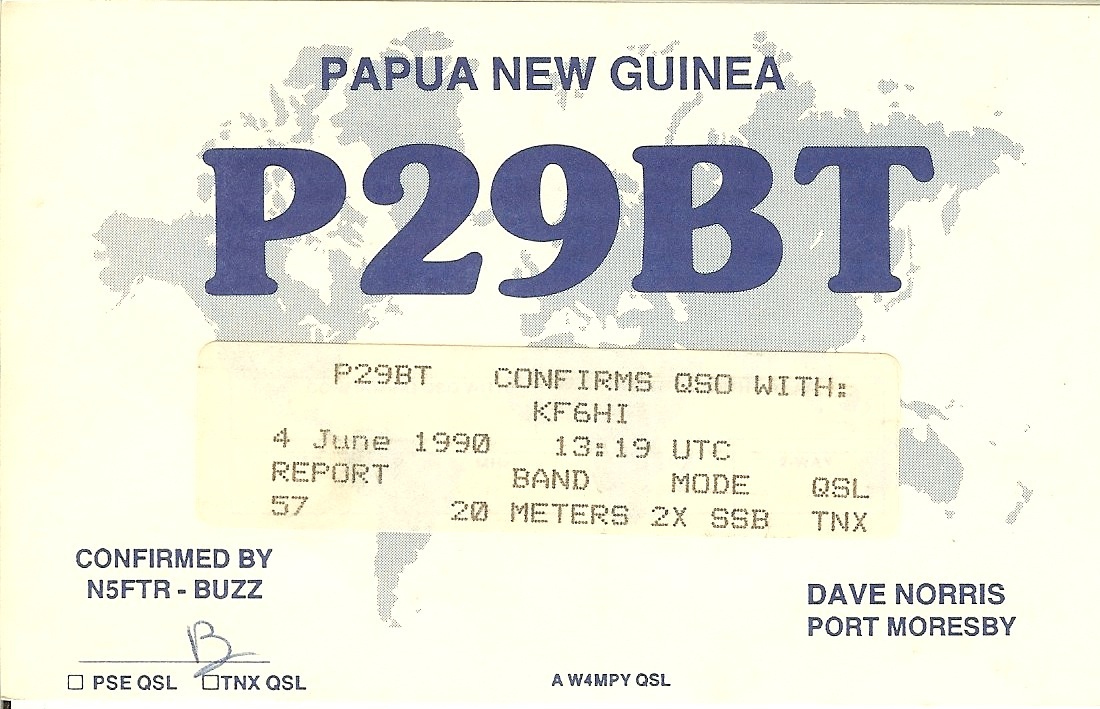 PAPUA NEW GUINEA
P29BT
P29BT CONFIRMS QSO WITH:
KF6HI
4 June 1990 13:19 UTC
REPORT BAND MODE QSL
57 20 METERS 2X SSB TNX
CONFIRMED BY
N5FTR - BUZZ
B
DAVE NORRIS
PORT MORESBY
☐ PSE QSL ☐ TNX QSL
A W4MPY QSL